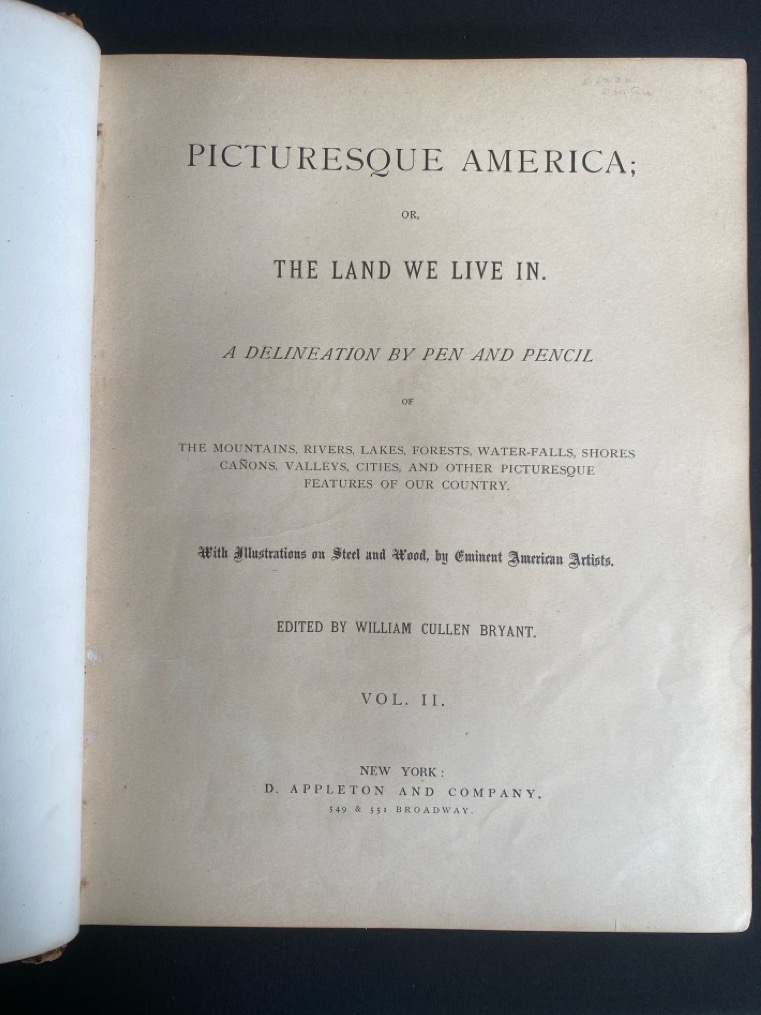 PICTURESQUE AMERICA;
OR,
THE LAND WE LIVE IN.
A DELINEATION BY PEN AND PENCIL
OF
THE MOUNTAINS, RIVERS, LAKES, FORESTS, WATER-FALLS, SHORES
CAÑONS, VALLEYS, CITIES, AND OTHER PICTURESQUE
FEATURES OF OUR COUNTRY.
With Illustrations on Steel and Wood, by Eminent American Artists.
EDITED BY WILLIAM CULLEN BRYANT.
VOL. II.
NEW YORK:
D. APPLETON AND COMPANY,
549 & 551 BROADWAY.